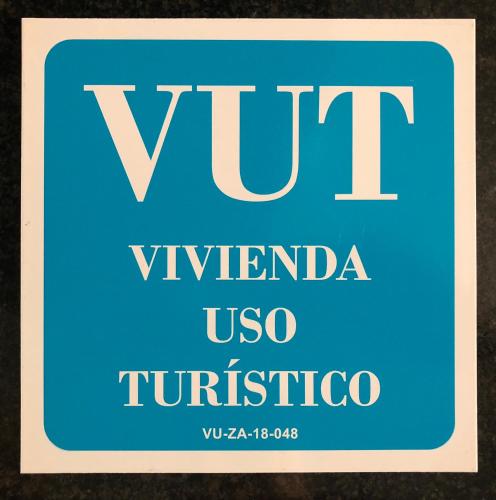 VUT
VIVIENDA
USO
TURÍSTICO
VU-ZA-18-048